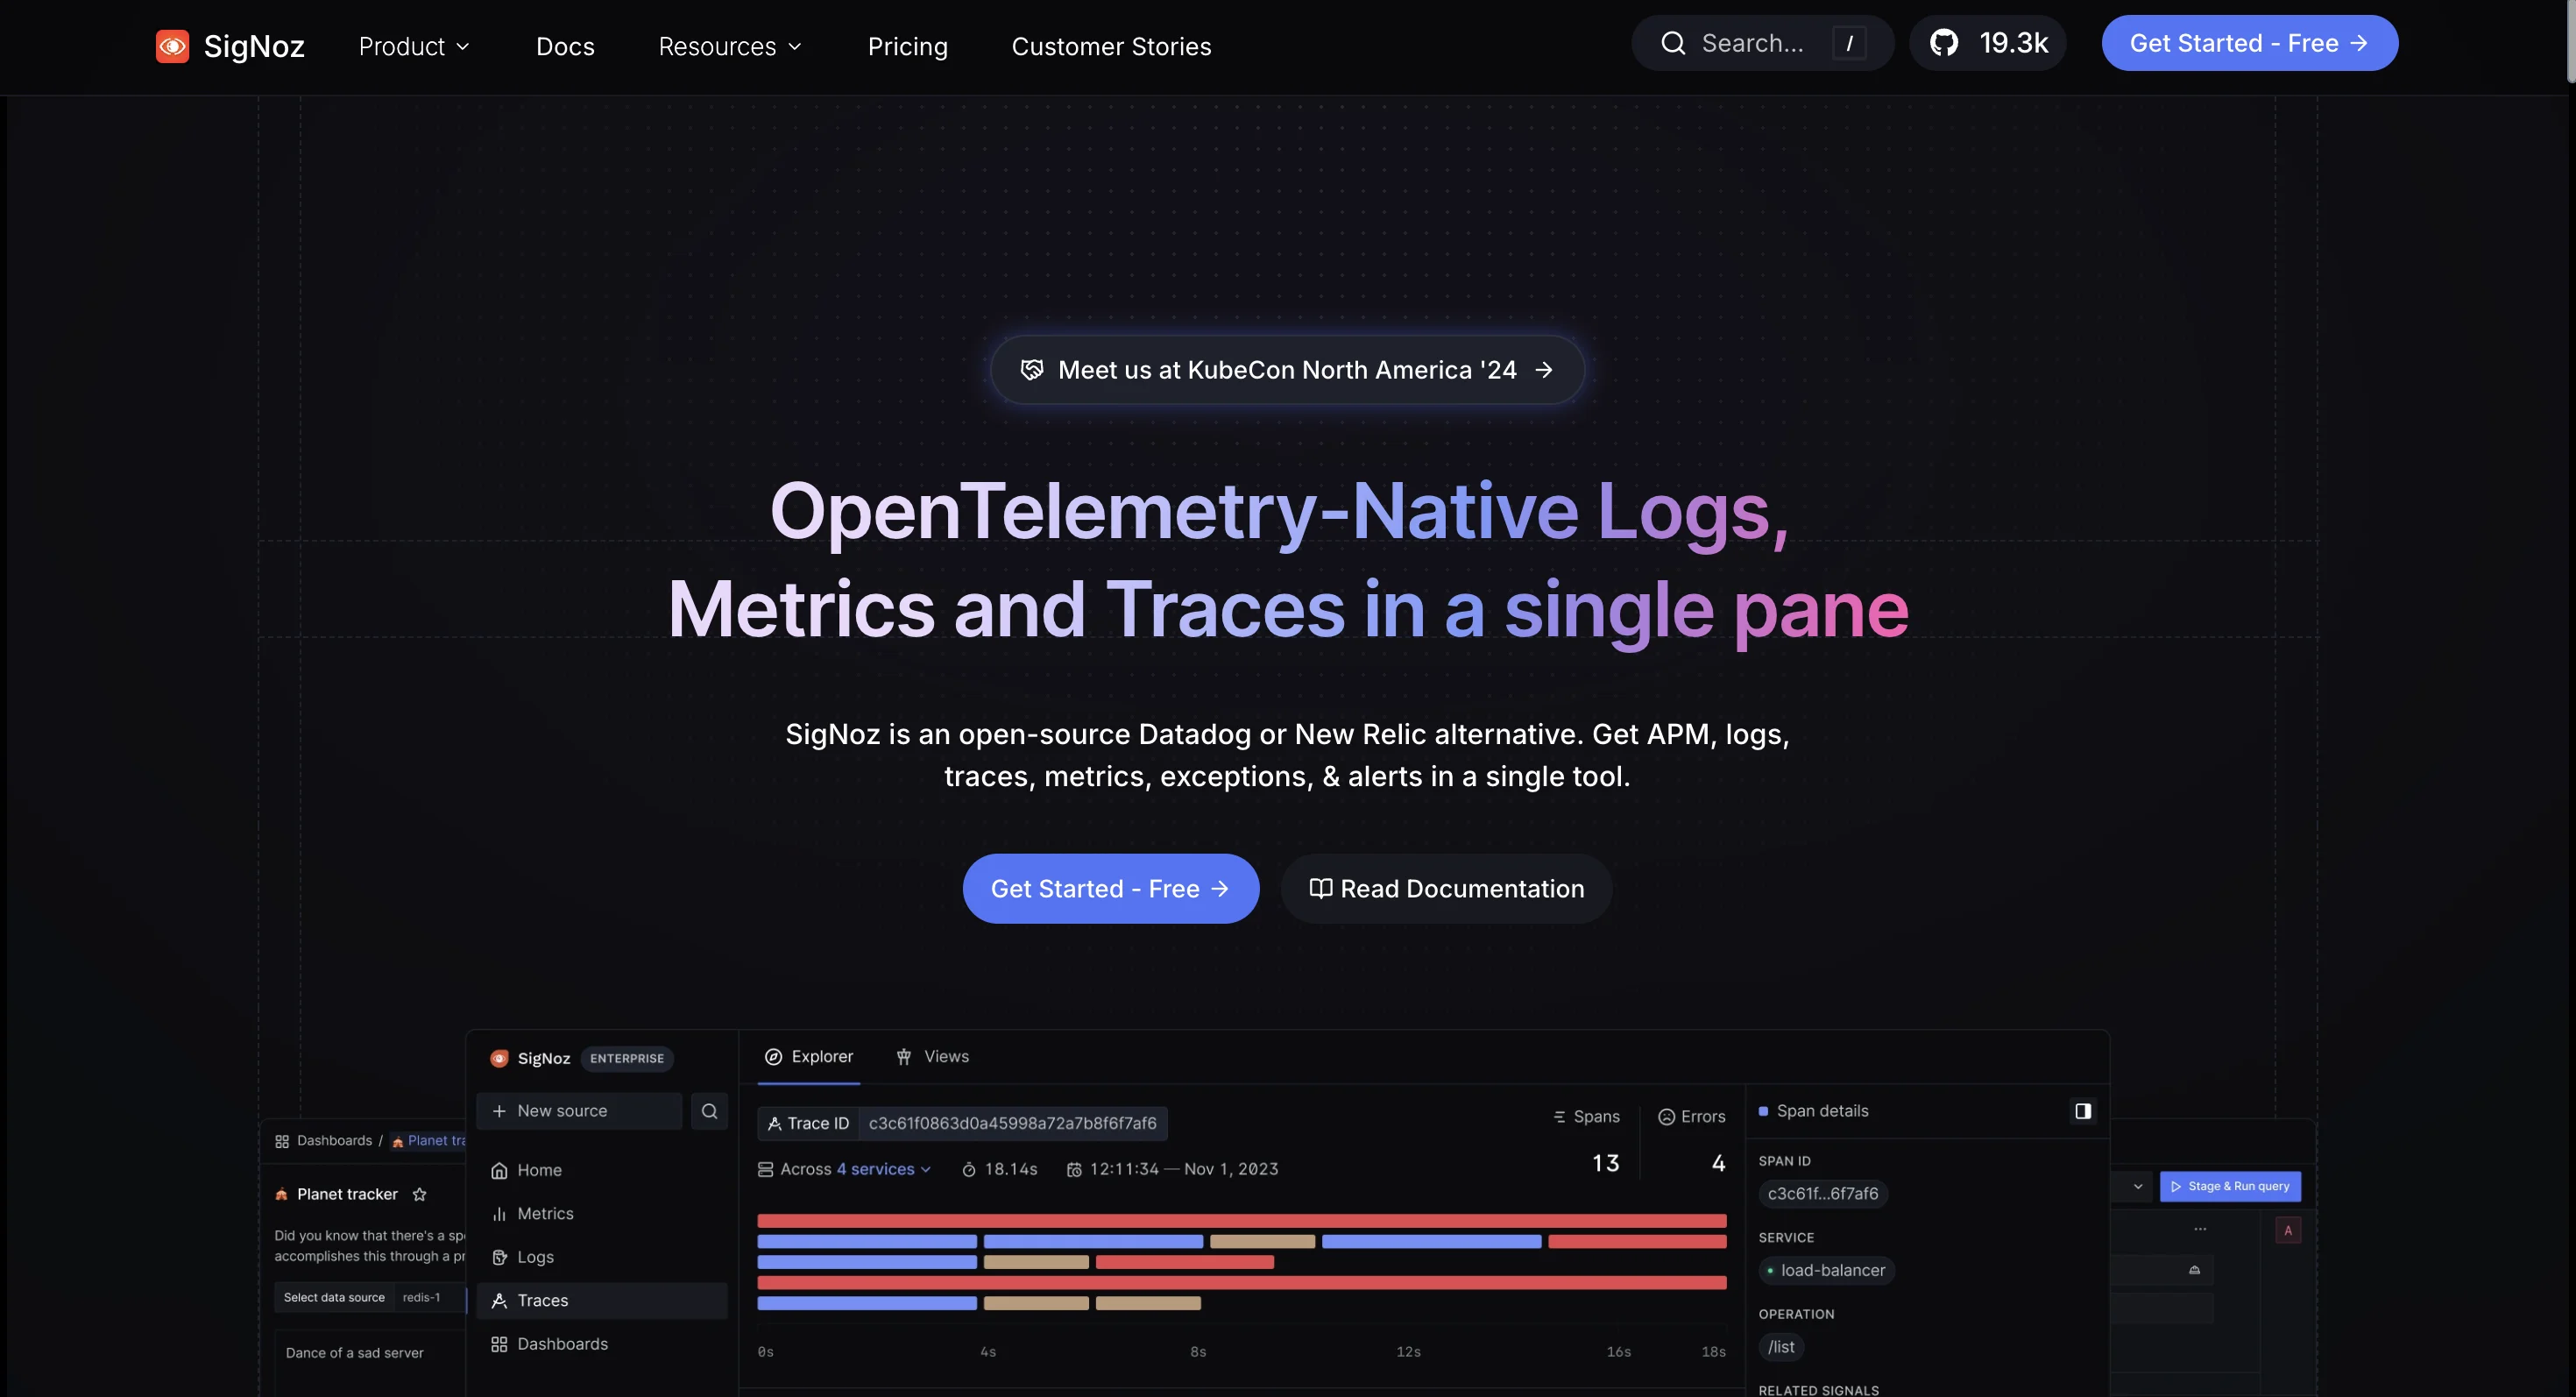 SigNoz
Product
Docs
Resources
Pricing
Customer Stories
Search...
/
19.3k
Get Started - Free →
Meet us at KubeCon North America '24 →
OpenTelemetry-Native Logs,
Metrics and Traces in a single pane
SigNoz is an open-source Datadog or New Relic alternative. Get APM, logs,
traces, metrics, exceptions, & alerts in a single tool.
Get Started - Free →
Read Documentation
Dashboards /
Planet tra
Planet tracker
Did you know that there's a spe
accomplishes this through a pr
Select data source
redis-1
Dance of a sad server
SigNoz
ENTERPRISE
+ New source
Home
Metrics
Logs
Traces
Dashboards
Explorer
Views
Trace ID
c3c61f0863d0a45998a72a7b8f6f7af6
Across 4 services
18.14s
12:11:34 — Nov 1, 2023
Spans
13
Errors
4
0s
4s
8s
12s
16s
18s
Span details
SPAN ID
c3c61f...6f7af6
SERVICE
load-balancer
OPERATION
/list
RELATED SIGNALS
Stage & Run query
...
A